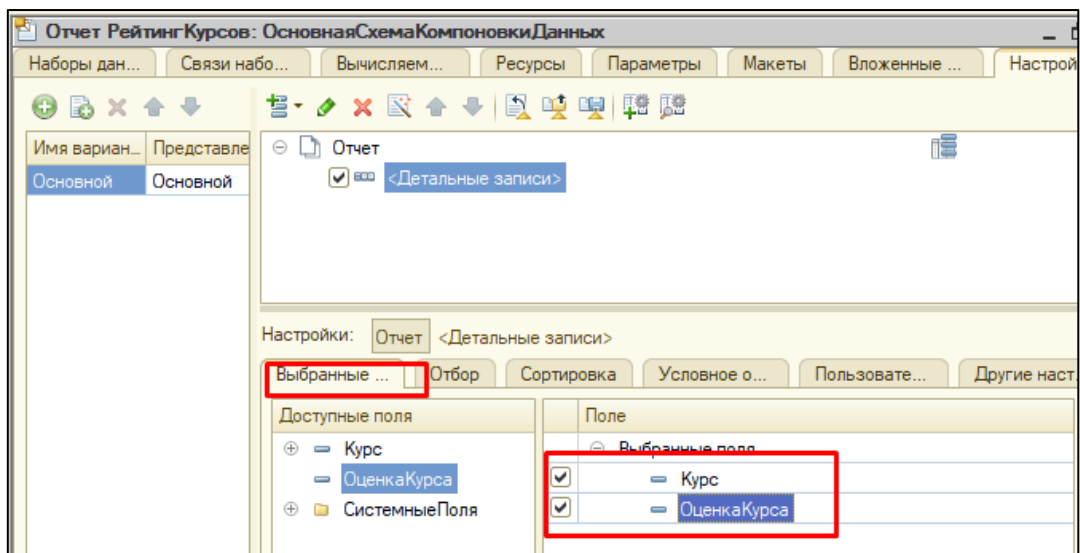 Отчет РейтингКурсов: ОсновнаяСхемаКомпоновкиДанных
Наборы дан... Связи набо... Вычисляем... Ресурсы Параметры Макеты Вложенные ... Настрой
Имя вариан... Представле
Отчет
Основной Основной
<Детальные записи>
Настройки: Отчет <Детальные записи>
Выбранные ... Отбор Сортировка Условное о... Пользовате... Другие наст.
Доступные поля Поле
Курс Выбранные поля
ОценкаКурса Курс
СистемныеПоля ОценкаКурса